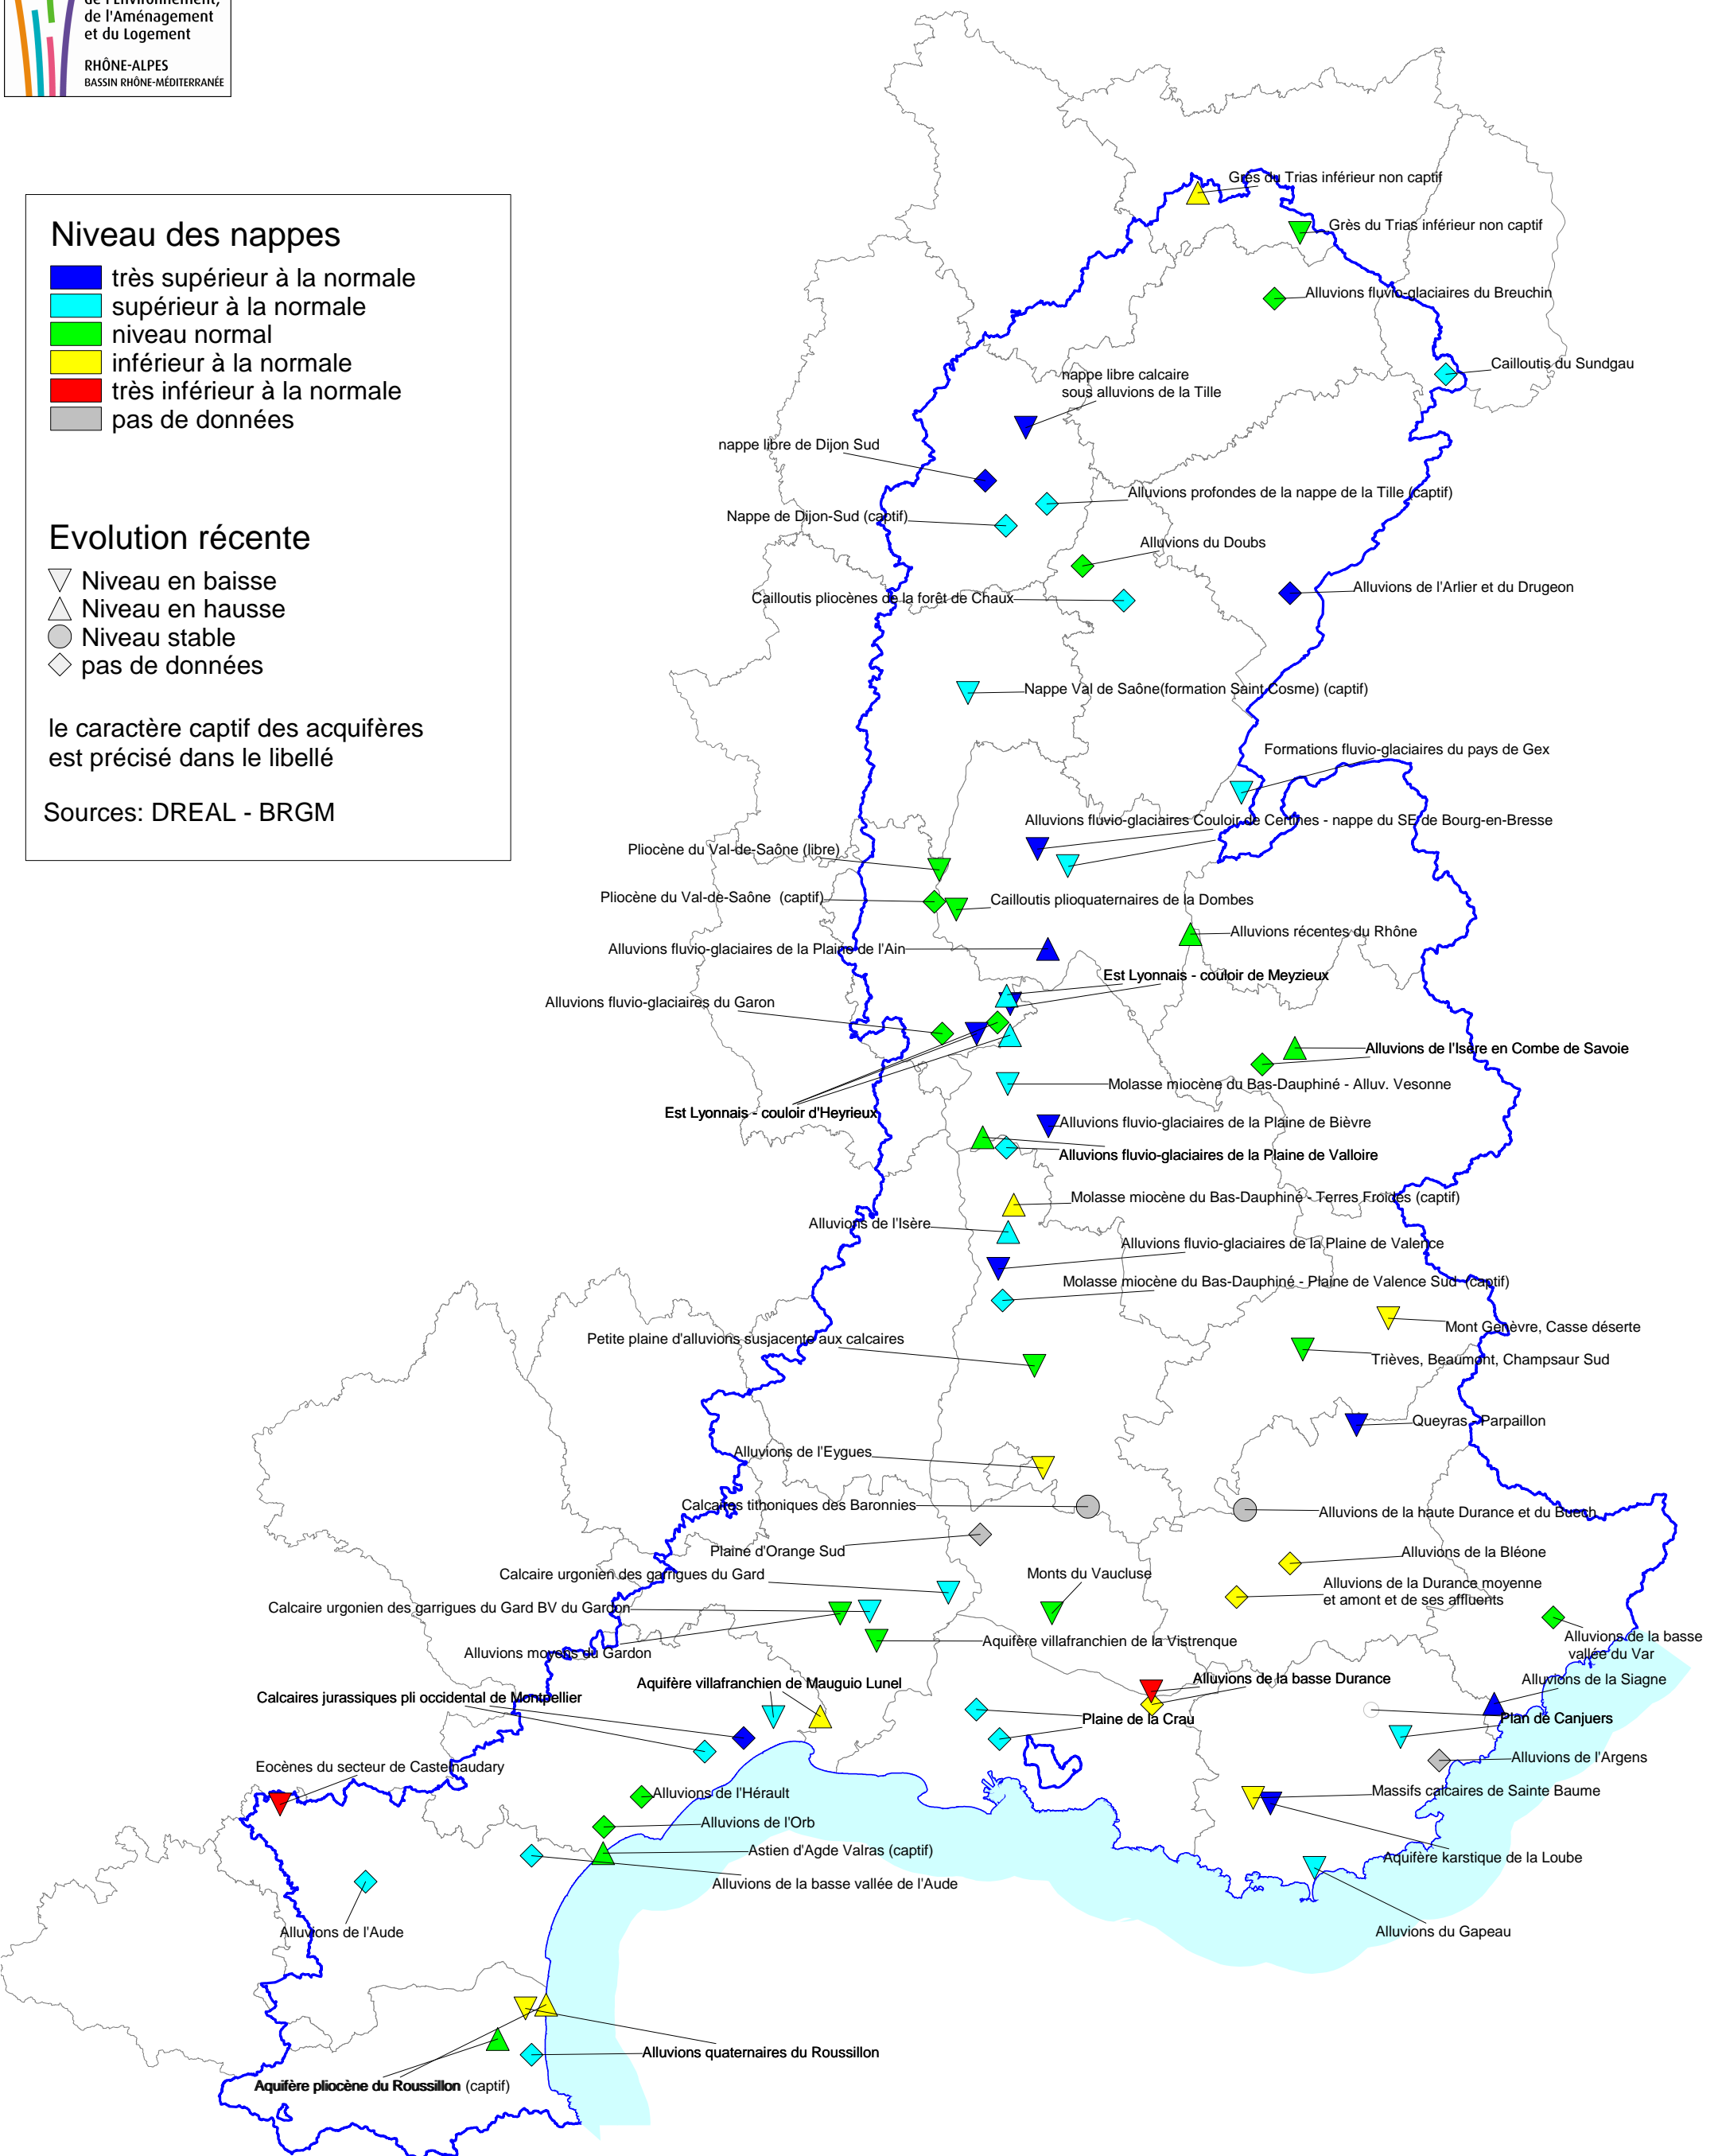 de l'Environnement,
de l'Aménagement
et du Logement
RHÔNE-ALPES
BASSIN RHÔNE-MÉDITERRANÉE
Niveau des nappes
très supérieur à la normale
supérieur à la normale
niveau normal
inférieur à la normale
très inférieur à la normale
pas de données
Evolution récente
Niveau en baisse
Niveau en hausse
Niveau stable
pas de données
le caractère captif des acquifères
est précisé dans le libellé
Sources: DREAL - BRGM
Grès du Trias inférieur non captif
Grès du Trias inférieur non captif
Alluvions fluvio-glaciaires du Breuchin
Cailloutis du Sundgau
nappe libre calcaire
sous alluvions de la Tille
nappe libre de Dijon Sud
Alluvions profondes de la nappe de la Tille (captif)
Nappe de Dijon-Sud (captif)
Alluvions du Doubs
Alluvions de l'Arlier et du Drugeon
Cailloutis pliocènes de la forêt de Chaux
Nappe Val de Saône(formation Saint-Cosme) (captif)
Formations fluvio-glaciaires du pays de Gex
Alluvions fluvio-glaciaires Couloir de Certines - nappe du SE de Bourg-en-Bresse
Pliocène du Val-de-Saône (libre)
Pliocène du Val-de-Saône (captif)
Cailloutis plioquaternaires de la Dombes
Alluvions récentes du Rhône
Alluvions fluvio-glaciaires de la Plaine de l'Ain
Est Lyonnais - couloir de Meyzieux
Alluvions fluvio-glaciaires du Garon
Alluvions de l'Isère en Combe de Savoie
Molasse miocène du Bas-Dauphiné - Alluv. Vesonne
Est Lyonnais - couloir d'Heyrieux
Alluvions fluvio-glaciaires de la Plaine de Bièvre
Alluvions fluvio-glaciaires de la Plaine de Valloire
Molasse miocène du Bas-Dauphiné - Terres Froides (captif)
Alluvions de l'Isère
Alluvions fluvio-glaciaires de la Plaine de Valence
Molasse miocène du Bas-Dauphiné - Plaine de Valence Sud (captif)
Mont Genèvre, Casse déserte
Petite plaine d'alluvions susjacente aux calcaires
Trièves, Beaumont, Champsaur Sud
Queyras - Parpaillon
Alluvions de l'Eygues
Calcaires tithoniques des Baronnies
Alluvions de la haute Durance et du Buech
Plaine d'Orange Sud
Alluvions de la Bléone
Calcaire urgonien des garrigues du Gard
Monts du Vaucluse
Alluvions de la Durance moyenne
et amont et de ses affluents
Calcaire urgonien des garrigues du Gard BV du Gardon
Alluvions de la basse
vallée du Var
Aquifère villafranchien de la Vistrenque
Alluvions moyens du Gardon
Alluvions de la basse Durance
Alluvions de la Siagne
Aquifère villafranchien de Mauguio Lunel
Calcaires jurassiques pli occidental de Montpellier
Plaine de la Crau
Plan de Canjuers
Alluvions de l'Argens
Eocènes du secteur de Castelnaudary
Alluvions de l'Hérault
Massifs calcaires de Sainte Baume
Alluvions de l'Orb
Astien d'Agde Valras (captif)
Aquifère karstique de la Loube
Alluvions de la basse vallée de l'Aude
Alluvions de l'Aude
Alluvions du Gapeau
Alluvions quaternaires du Roussillon
Aquifère pliocène du Roussillon (captif)